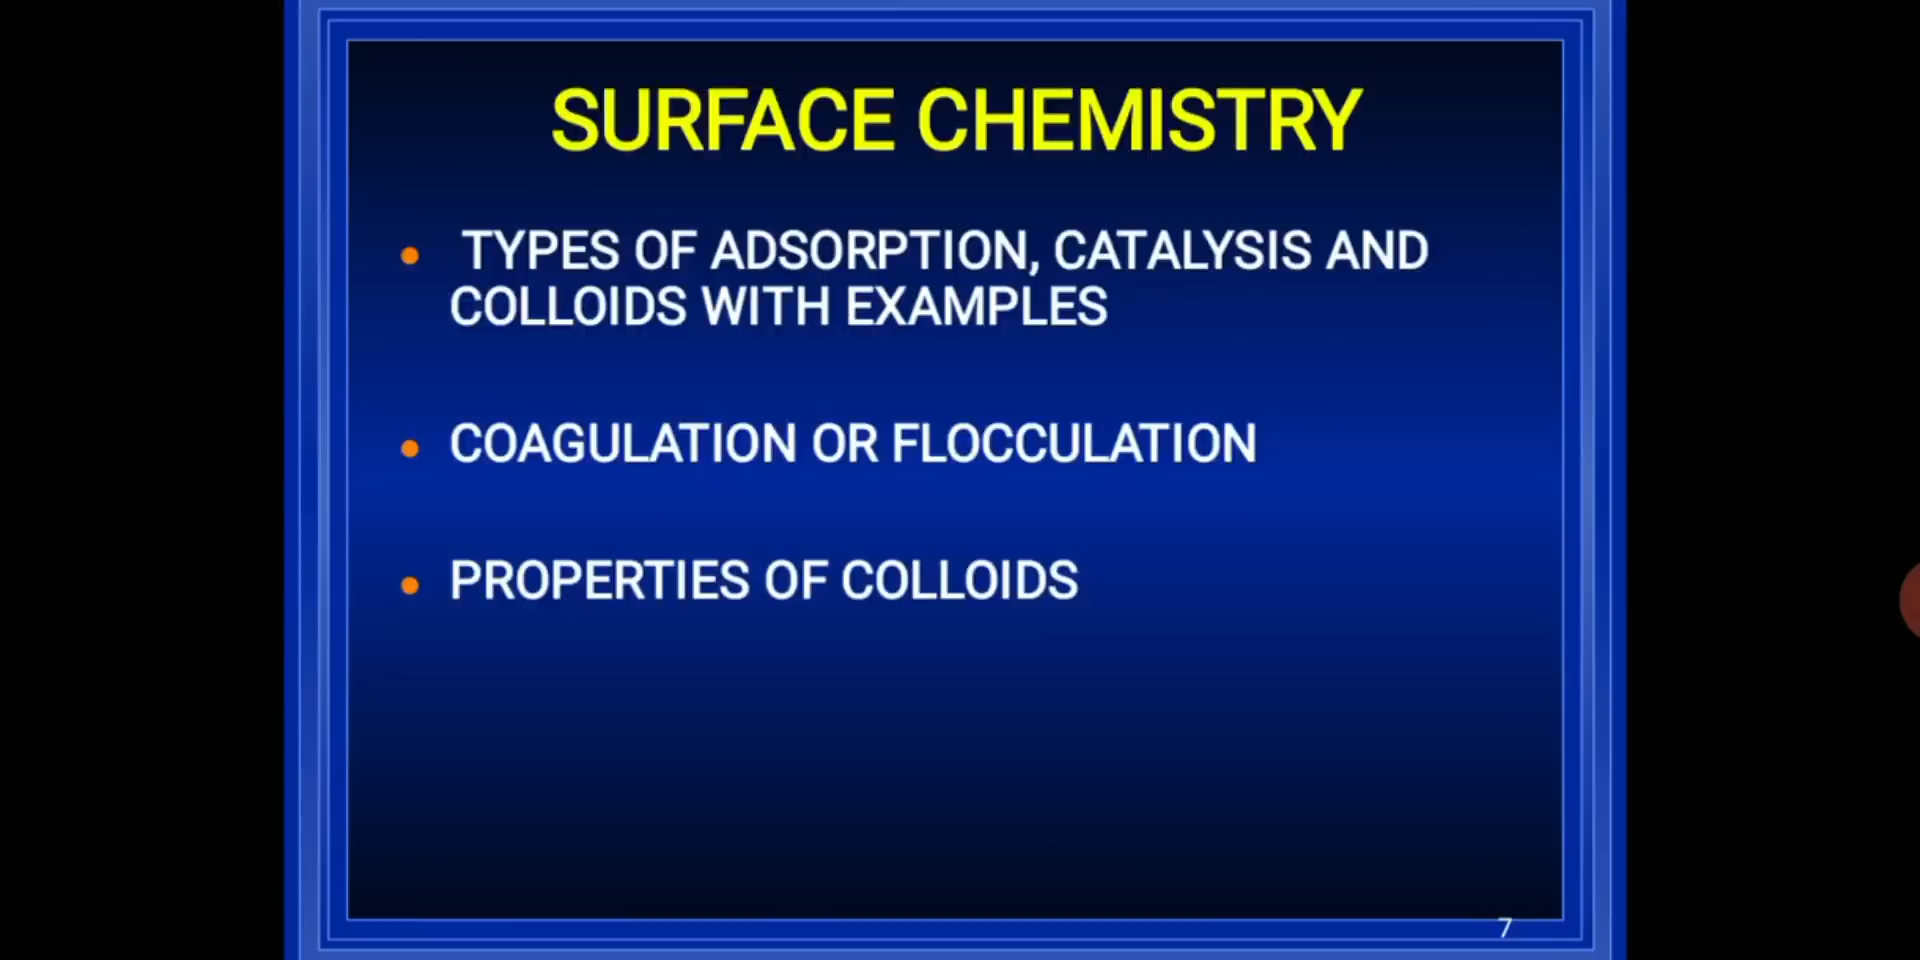 SURFACE CHEMISTRY
• TYPES OF ADSORPTION, CATALYSIS AND
COLLOIDS WITH EXAMPLES
• COAGULATION OR FLOCCULATION
• PROPERTIES OF COLLOIDS
7